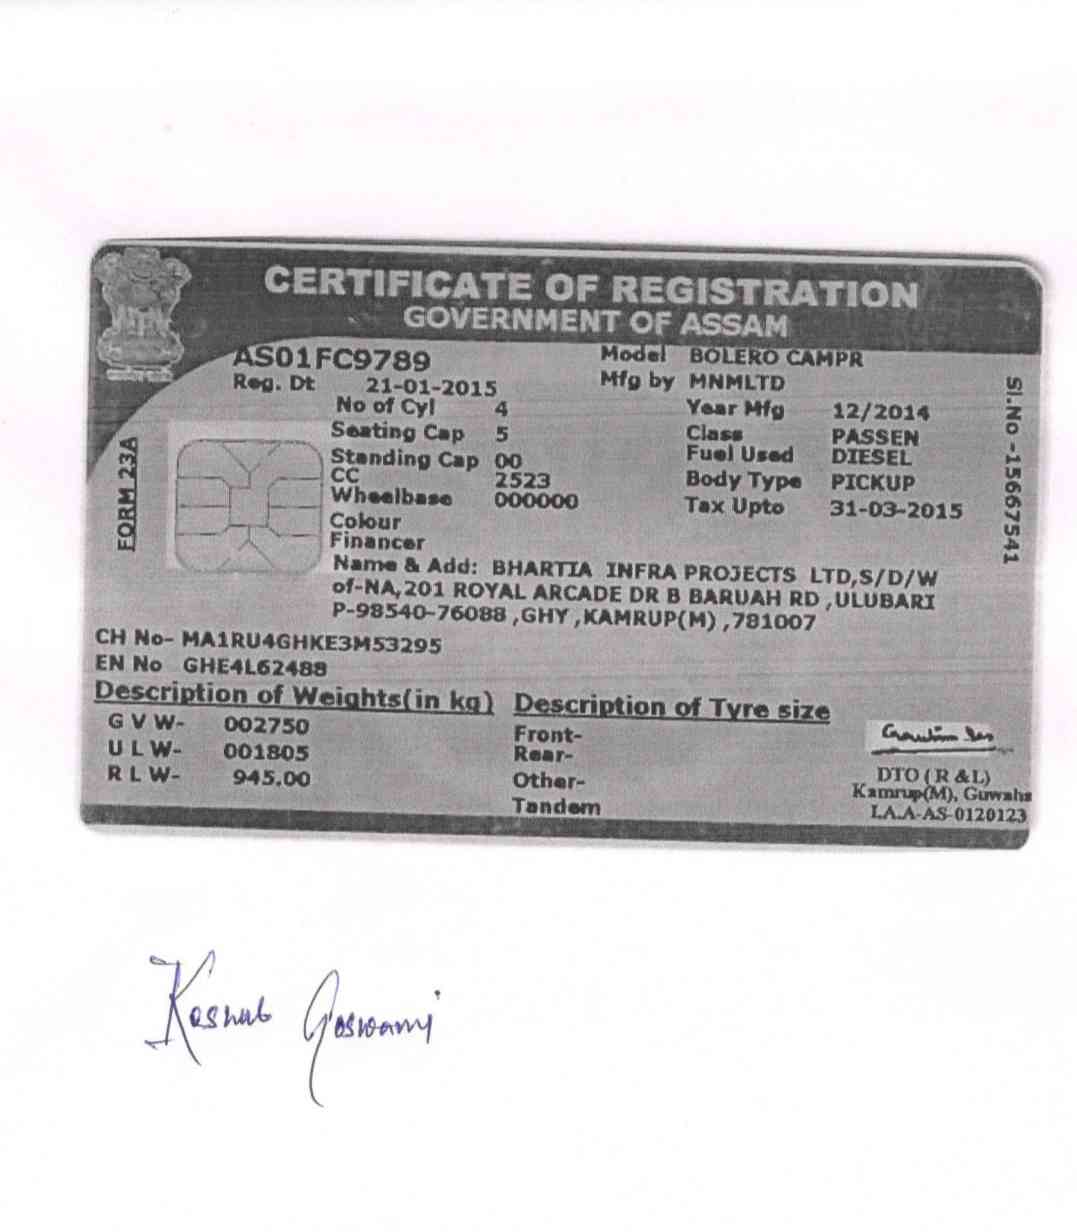 CERTIFICATE OF REGISTRATION
GOVERNMENT OF ASSAM
AS01FC9789
Reg. Dt 21-01-2015
No of Cyl 4
Seating Cap 5
Standing Cap 00
CC 2523
Wheelbase 000000
Colour
Financer
Model BOLERO CAMPR
Mfg by MNMLTD
Year Mfg 12/2014
Class PASSEN
Fuel Used DIESEL
Body Type PICKUP
Tax Upto 31-03-2015
Sl.No -15667541
FORM 23A
Name & Add: BHARTIA INFRA PROJECTS LTD,S/D/W
of-NA,201 ROYAL ARCADE DR B BARUAH RD ,ULUBARI
P-98540-76088 ,GHY ,KAMRUP(M) ,781007
CH No- MA1RU4GHKE3M53295
EN No GHE4L62488
Description of Weights(in kg)
G V W- 002750
U L W- 001805
R L W- 945.00
Description of Tyre size
Front-
Rear-
Other-
Tandem
DTO ( R &L)
Kamrup(M), Guwaha
I.A.A-AS-0120123
Keshab Goswami